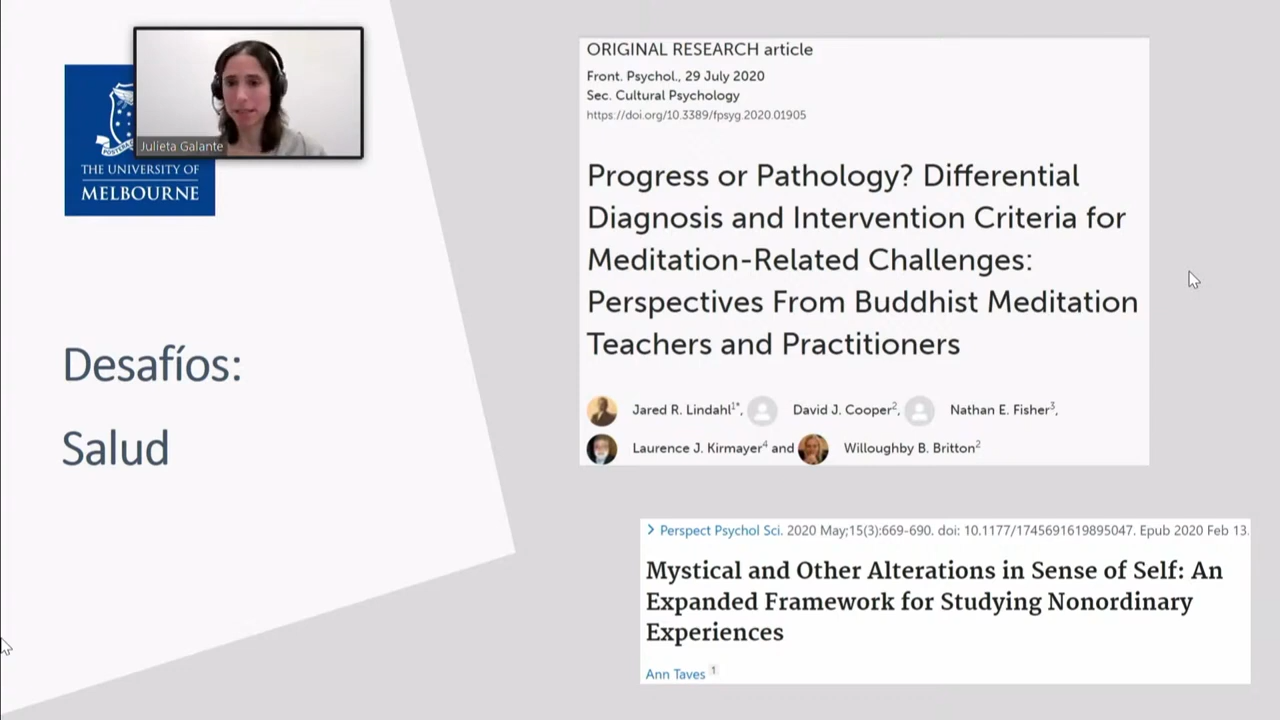 POSTERA
Julieta Galante
THE UNIVERSITY OF
MELBOURNE
Desafíos:
Salud
ORIGINAL RESEARCH article
Front. Psychol., 29 July 2020
Sec. Cultural Psychology
https://doi.org/10.3389/fpsyg.2020.01905
Progress or Pathology? Differential
Diagnosis and Intervention Criteria for
Meditation-Related Challenges:
Perspectives From Buddhist Meditation
Teachers and Practitioners
Jared R. Lindahl1*, David J. Cooper2, Nathan E. Fisher3,
Laurence J. Kirmayer4 and Willoughby B. Britton2
> Perspect Psychol Sci. 2020 May;15(3):669-690. doi: 10.1177/1745691619895047. Epub 2020 Feb 13.
Mystical and Other Alterations in Sense of Self: An
Expanded Framework for Studying Nonordinary
Experiences
Ann Taves 1